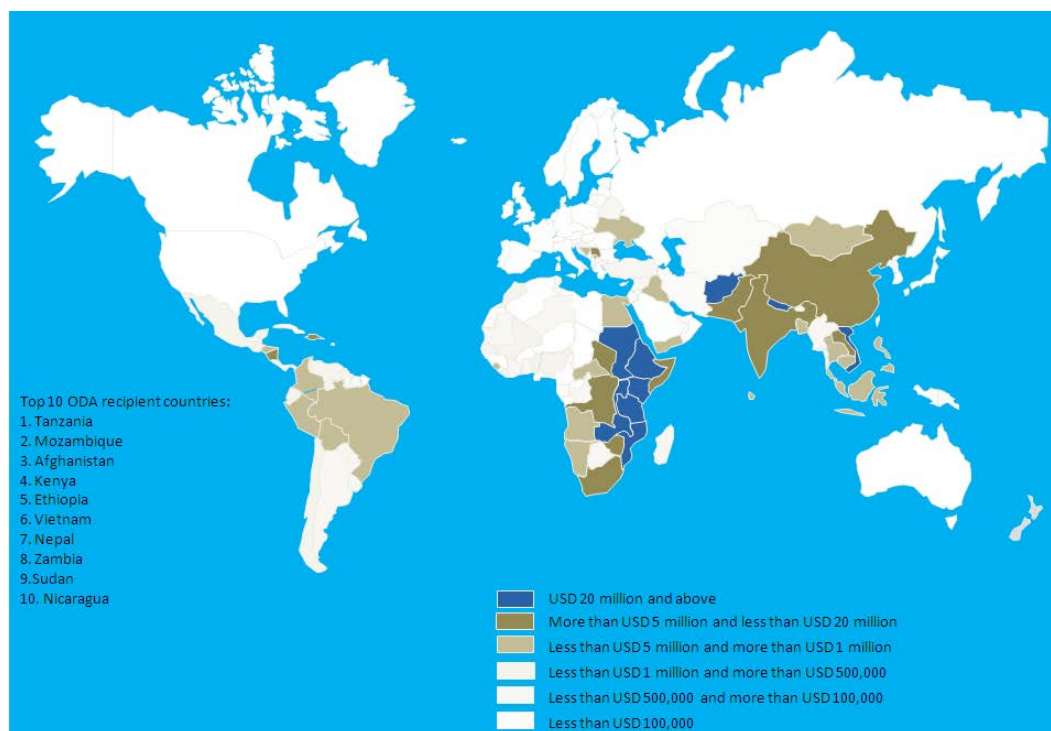 Top 10 ODA recipient countries:
1. Tanzania
2. Mozambique
3. Afghanistan
4. Kenya
5. Ethiopia
6. Vietnam
7. Nepal
8. Zambia
9.Sudan
10. Nicaragua
USD 20 million and above
More than USD 5 million and less than USD 20 million
Less than USD 5 million and more than USD 1 million
Less than USD 1 million and more than USD 500,000
Less than USD 500,000 and more than USD 100,000
Less than USD 100,000